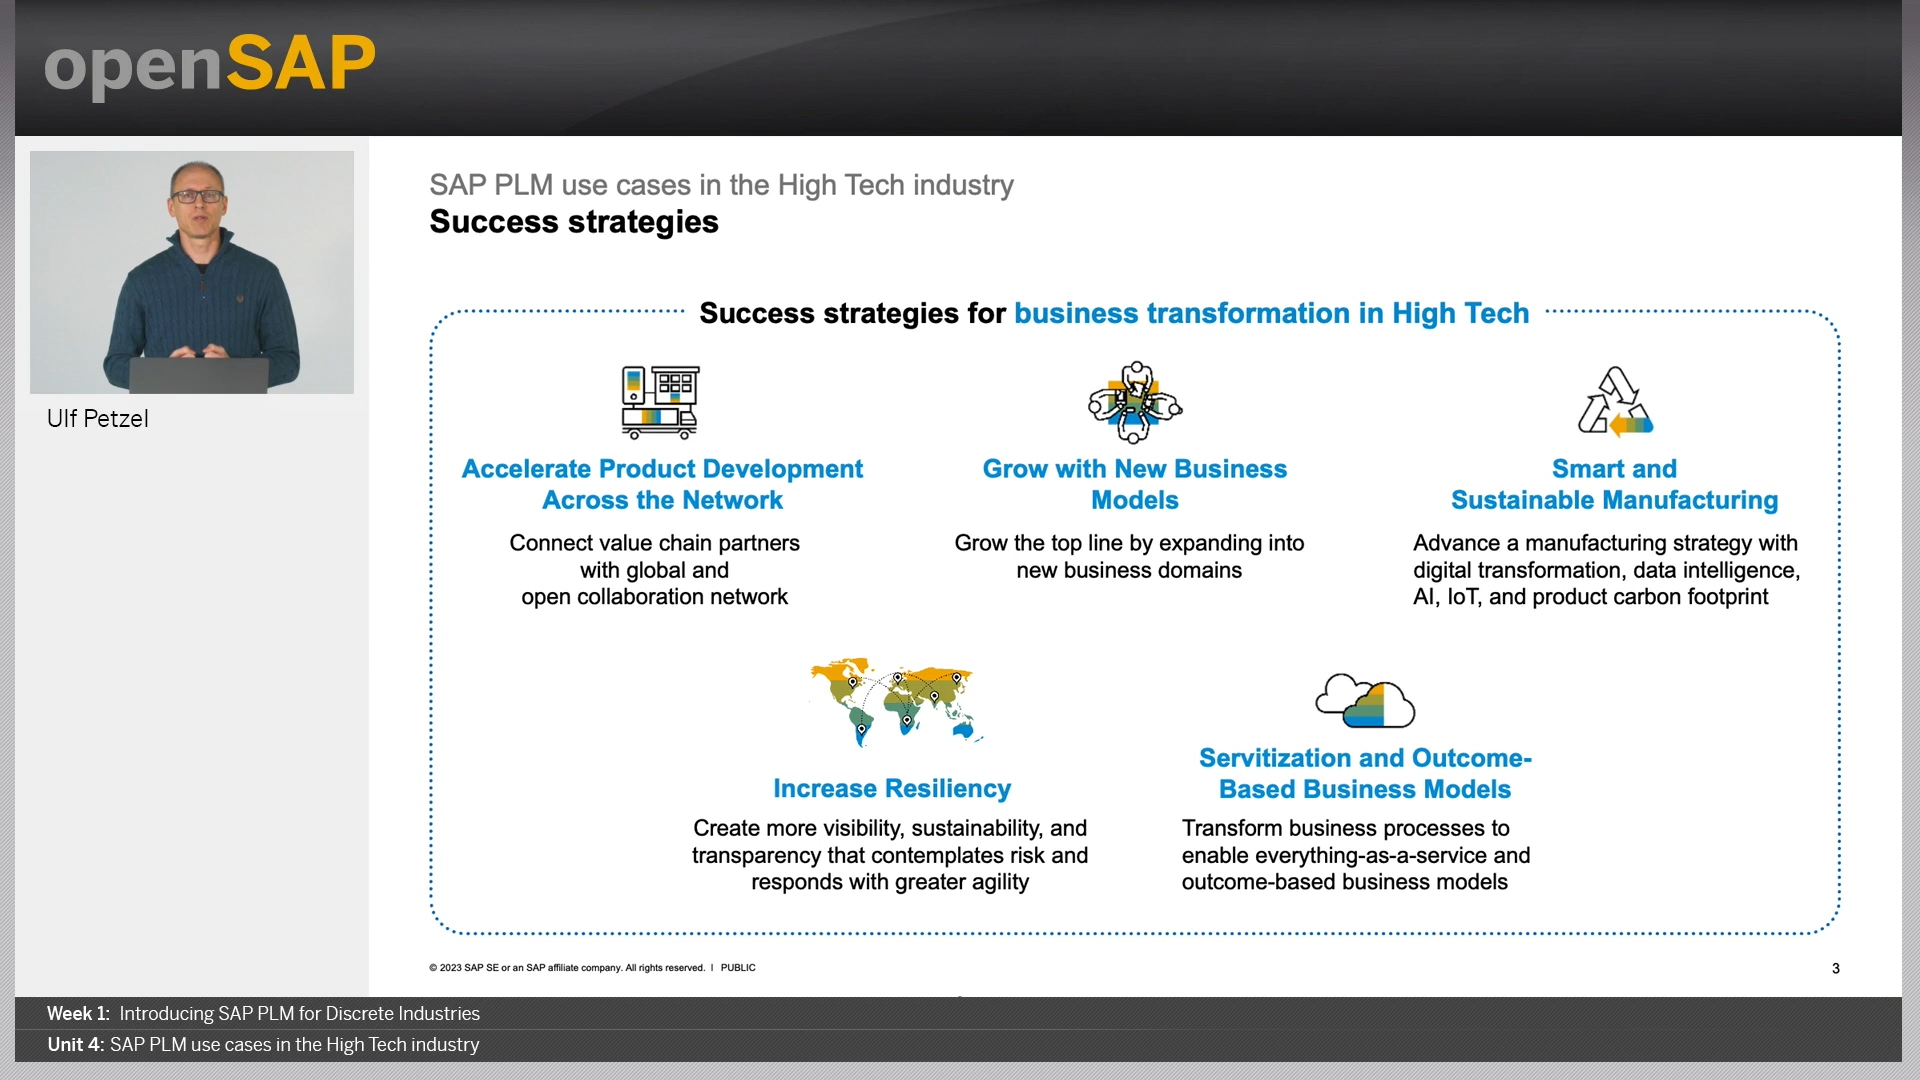 openSAP
Ulf Petzel
SAP PLM use cases in the High Tech industry
Success strategies
Success strategies for business transformation in High Tech
Accelerate Product Development
Across the Network
Connect value chain partners
with global and
open collaboration network
Grow with New Business
Models
Grow the top line by expanding into
new business domains
Smart and
Sustainable Manufacturing
Advance a manufacturing strategy with
digital transformation, data intelligence,
AI, IoT, and product carbon footprint
Increase Resiliency
Create more visibility, sustainability, and
transparency that contemplates risk and
responds with greater agility
Servitization and Outcome-
Based Business Models
Transform business processes to
enable everything-as-a-service and
outcome-based business models
© 2023 SAP SE or an SAP affiliate company. All rights reserved. I PUBLIC
3
Week 1: Introducing SAP PLM for Discrete Industries
Unit 4: SAP PLM use cases in the High Tech industry